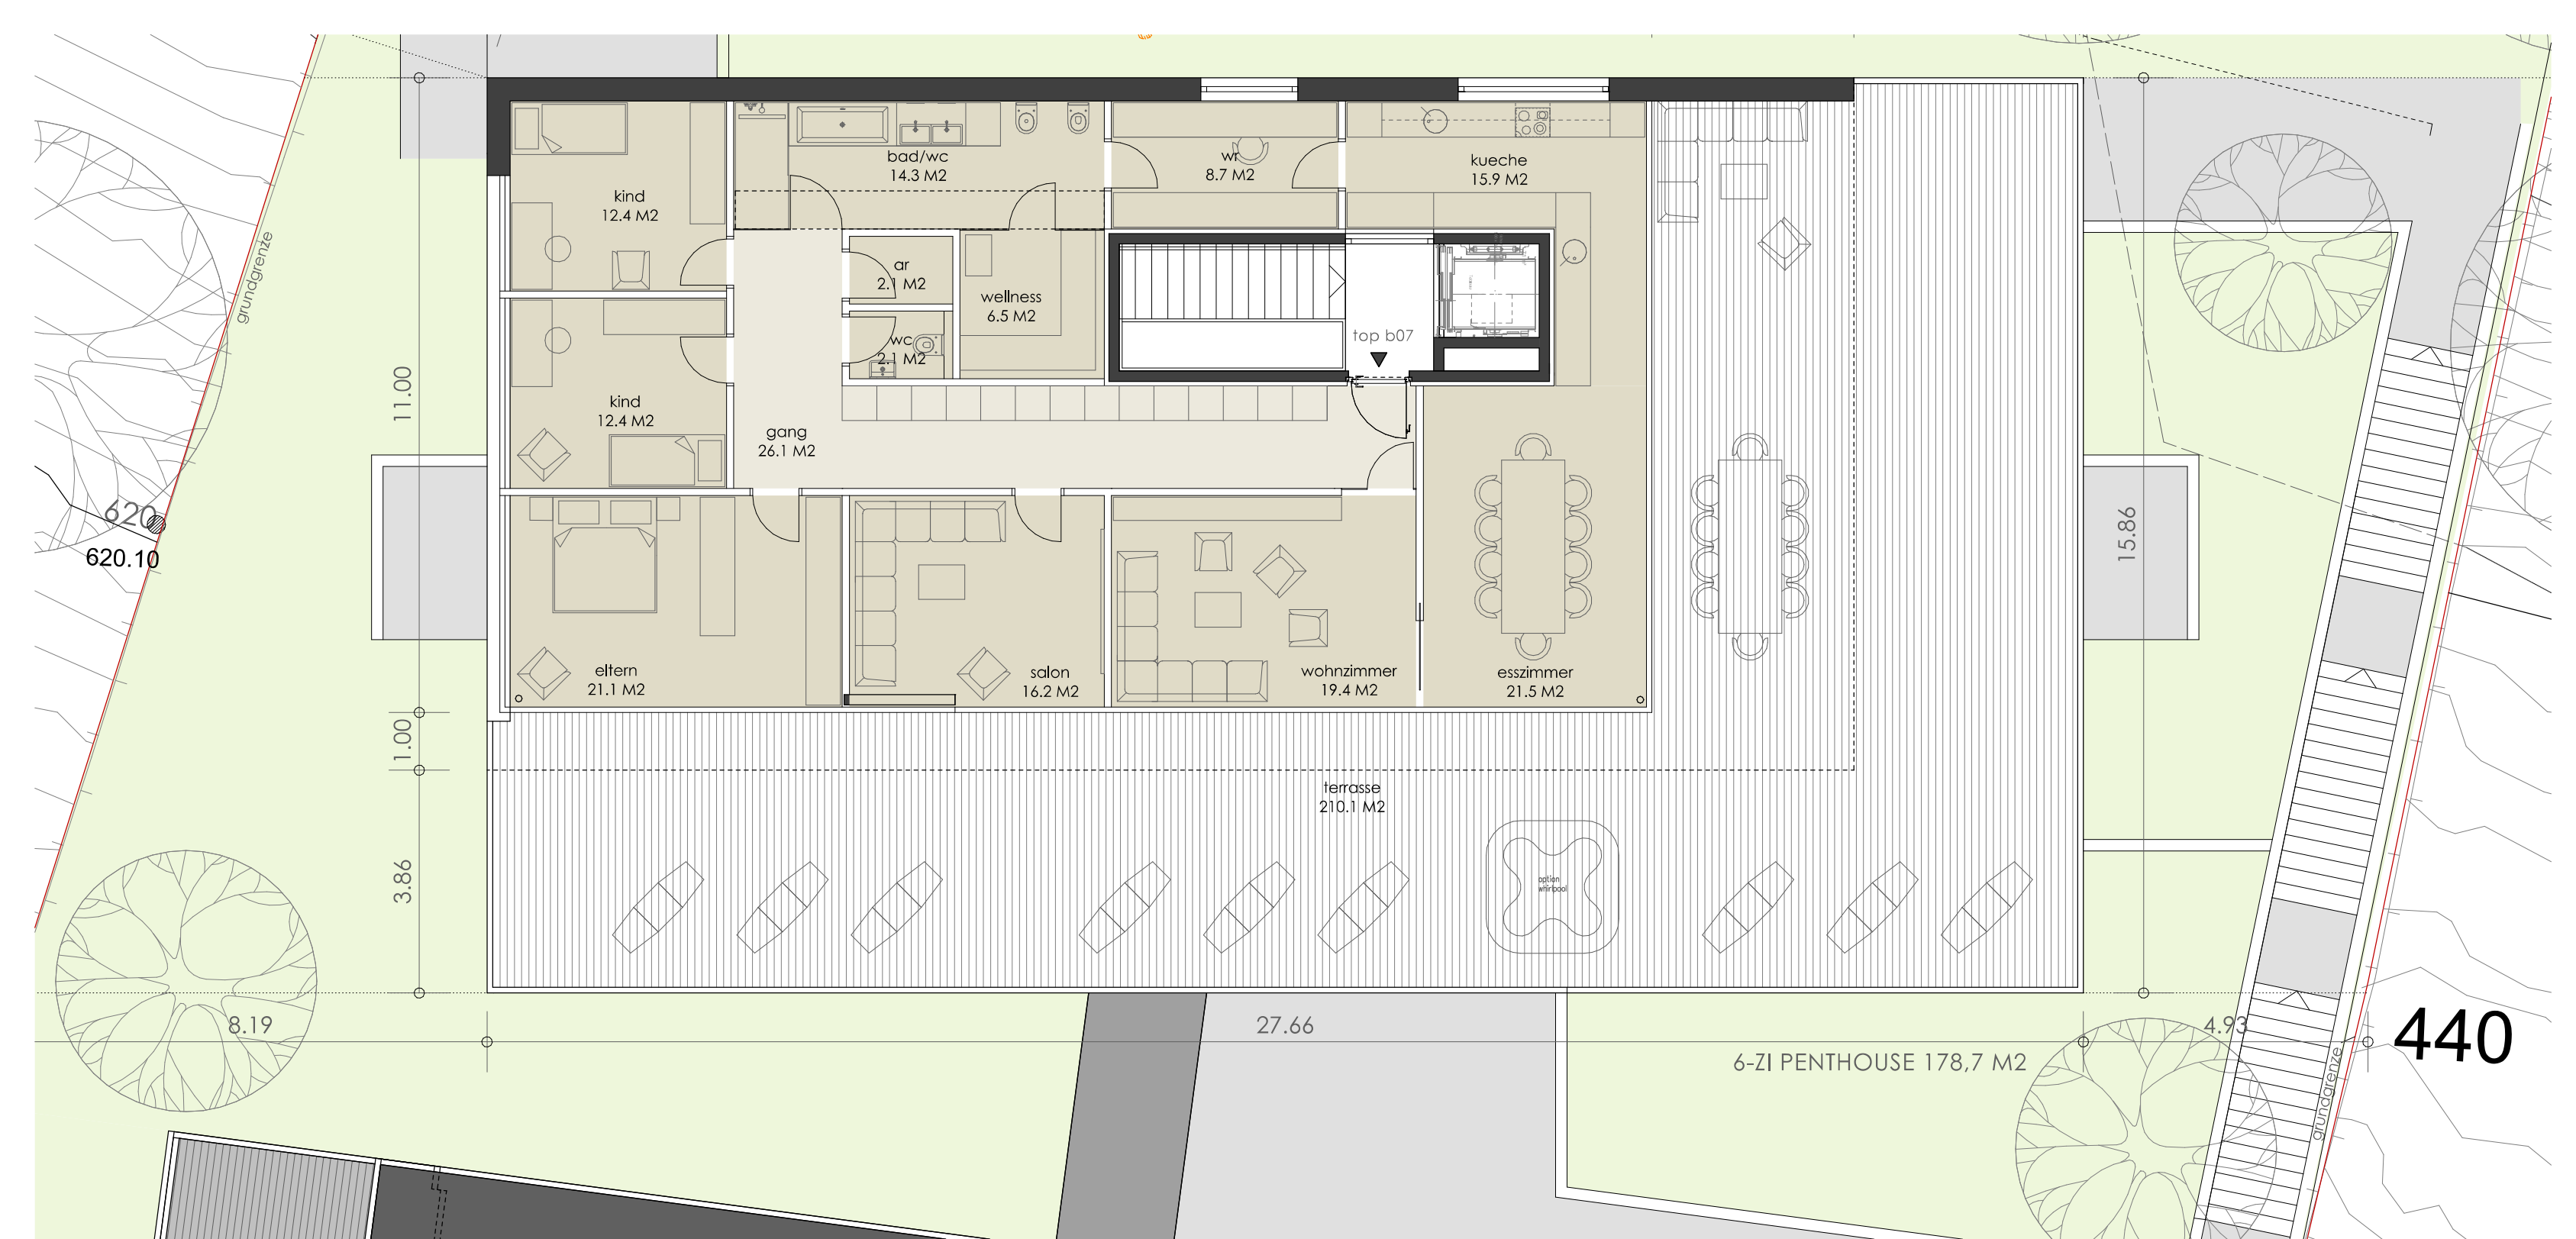 bad/wc
14.3 M2
wr
8.7 M2
kueche
15.9 M2
kind
12.4 M2
grundgrenze
ar
2.1 M2
wellness
6.5 M2
top b07
wc
2.1 M2
11.00
kind
12.4 M2
gang
26.1 M2
620
620.10
15.86
eltern
21.1 M2
salon
16.2 M2
wohnzimmer
19.4 M2
esszimmer
21.5 M2
1.00
terrasse
210.1 M2
3.86
option
whirlpool
8.19
27.66
4.93
440
6-ZI PENTHOUSE 178,7 M2
grundgrenze